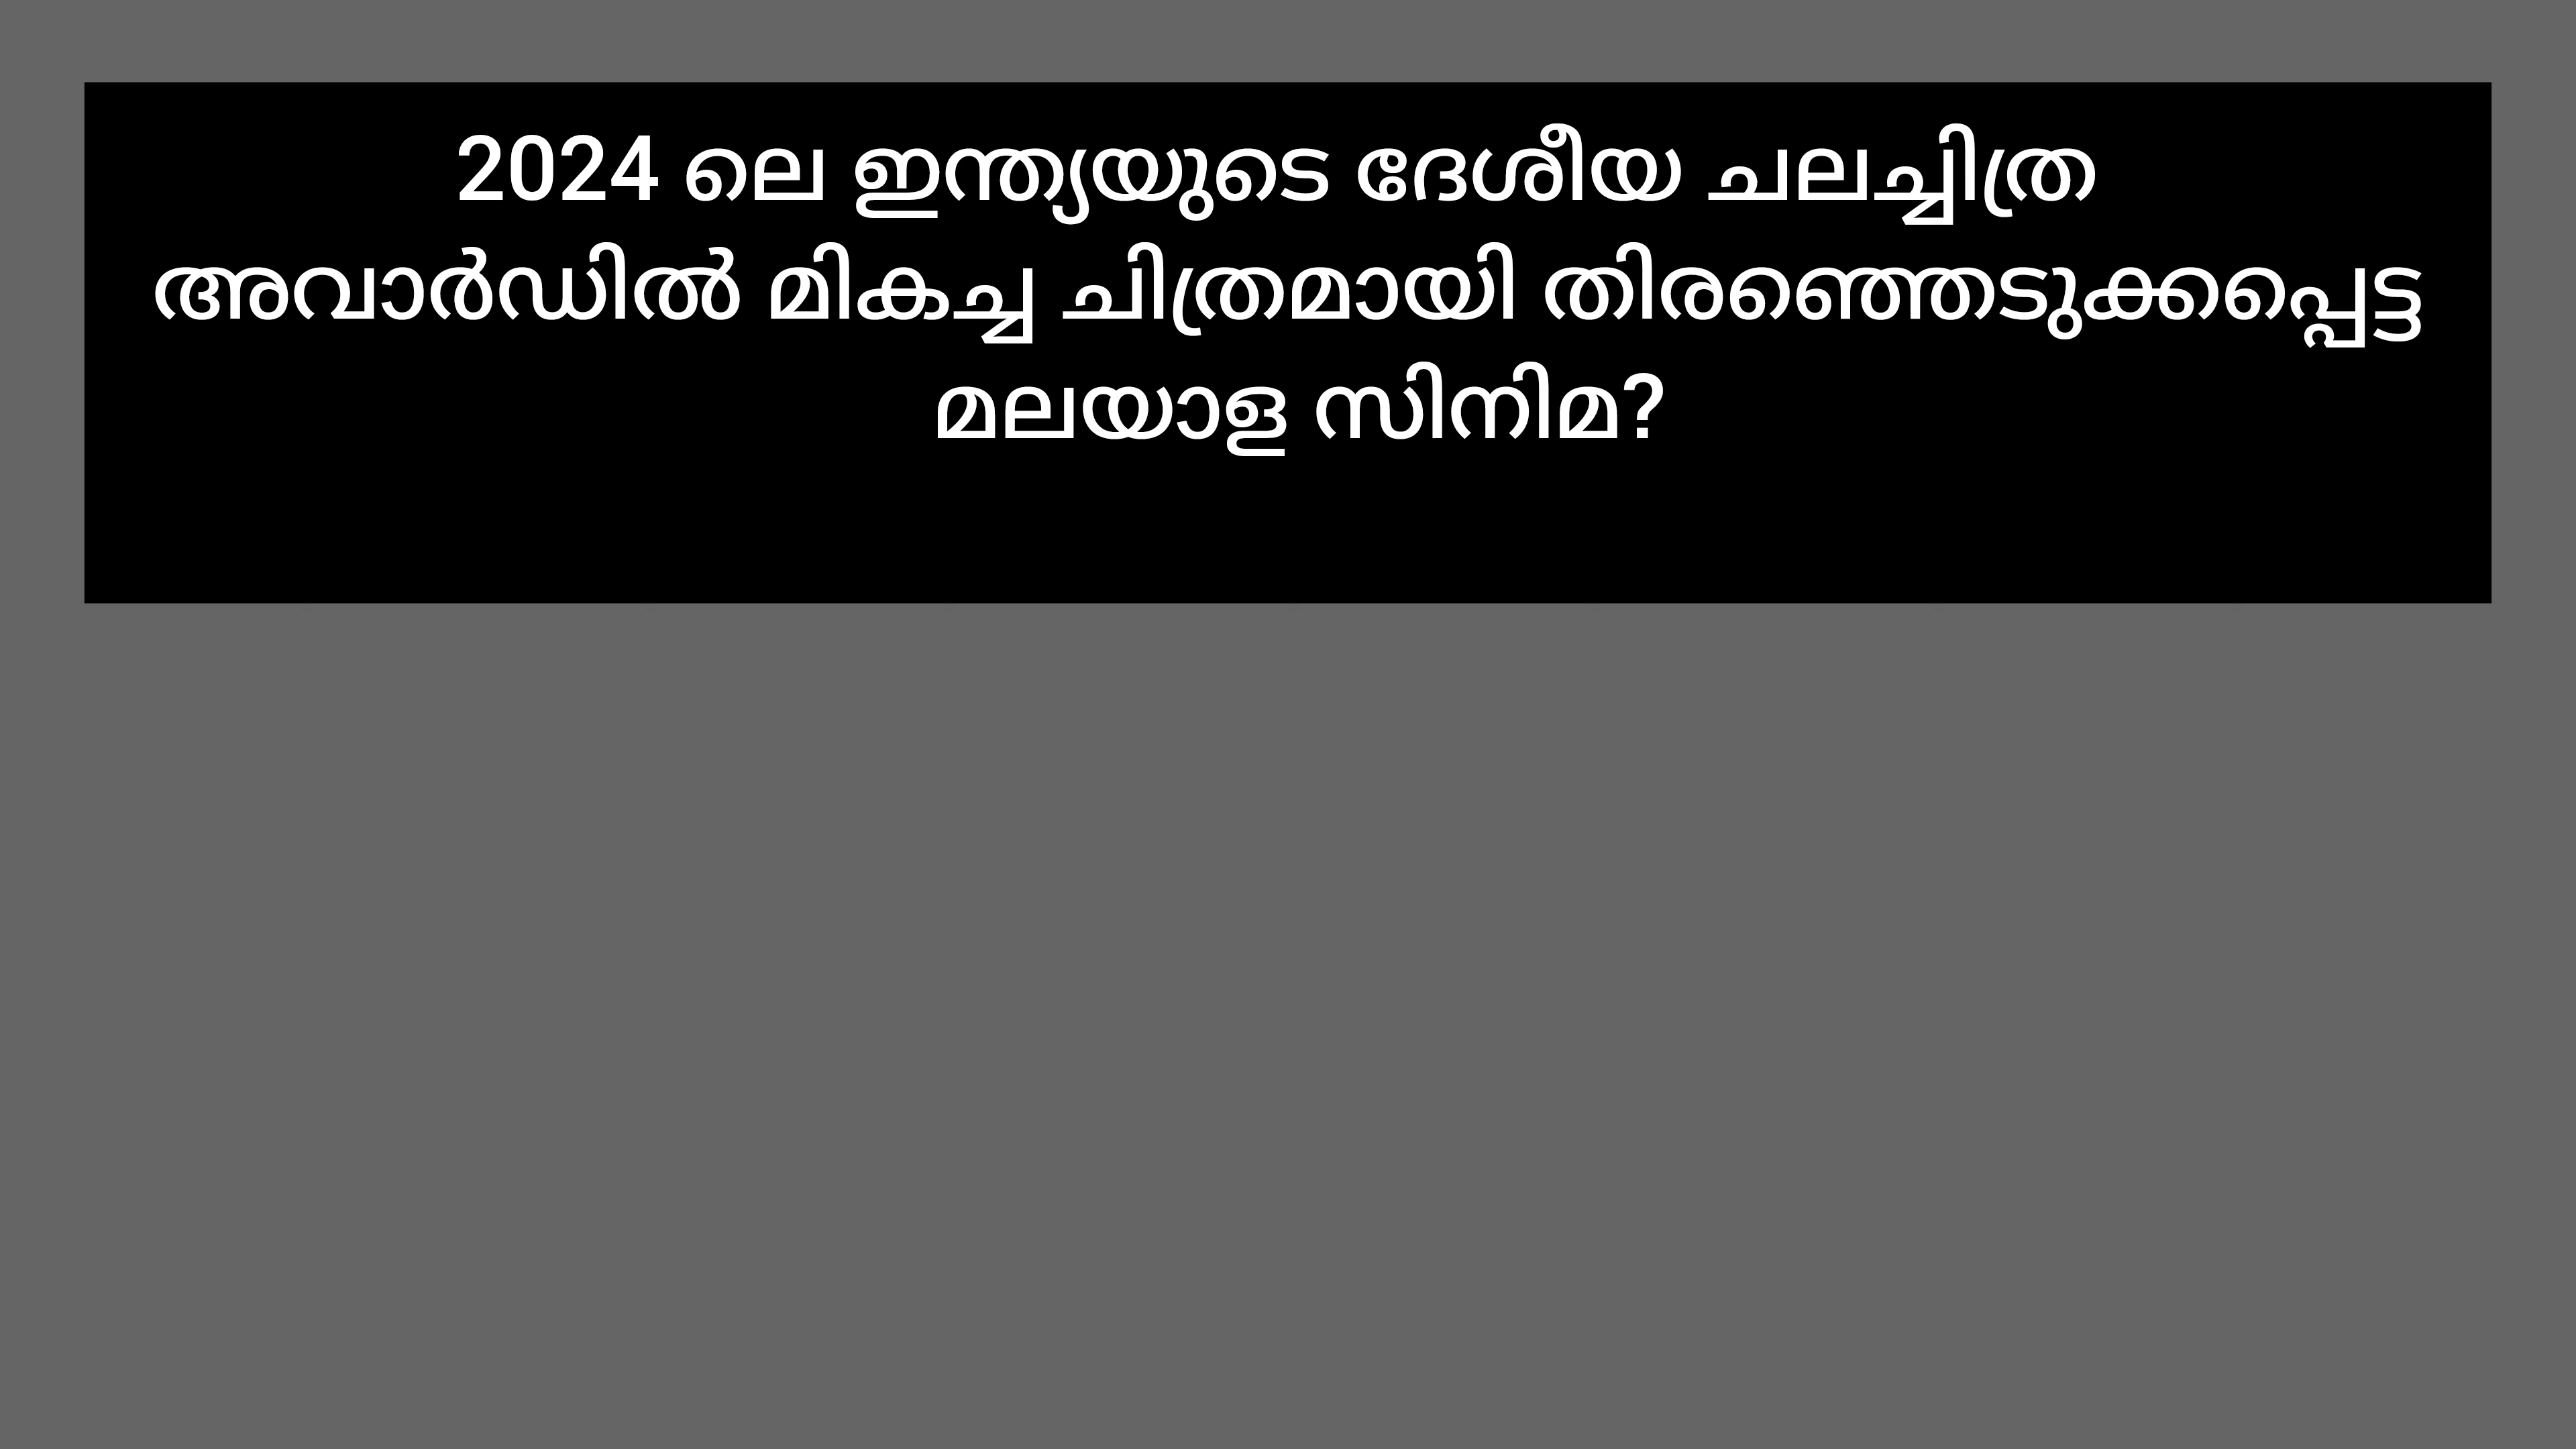 2024 ലെ ഇന്ത്യയുടെ ദേശീയ ചലച്ചിത്ര
അവാർഡിൽ മികച്ച ചിത്രമായി തിരഞ്ഞെടുക്കപ്പെട്ട
മലയാള സിനിമ?